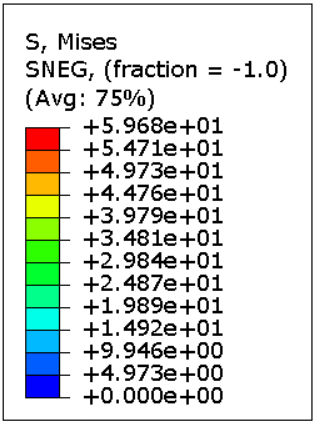 S, Mises
SNEG, (fraction = -1.0)
(Avg: 75%)
+5.968e+01
+5.471e+01
+4.973e+01
+4.476e+01
+3.979e+01
+3.481e+01
+2.984e+01
+2.487e+01
+1.989e+01
+1.492e+01
+9.946e+00
+4.973e+00
+0.000e+00